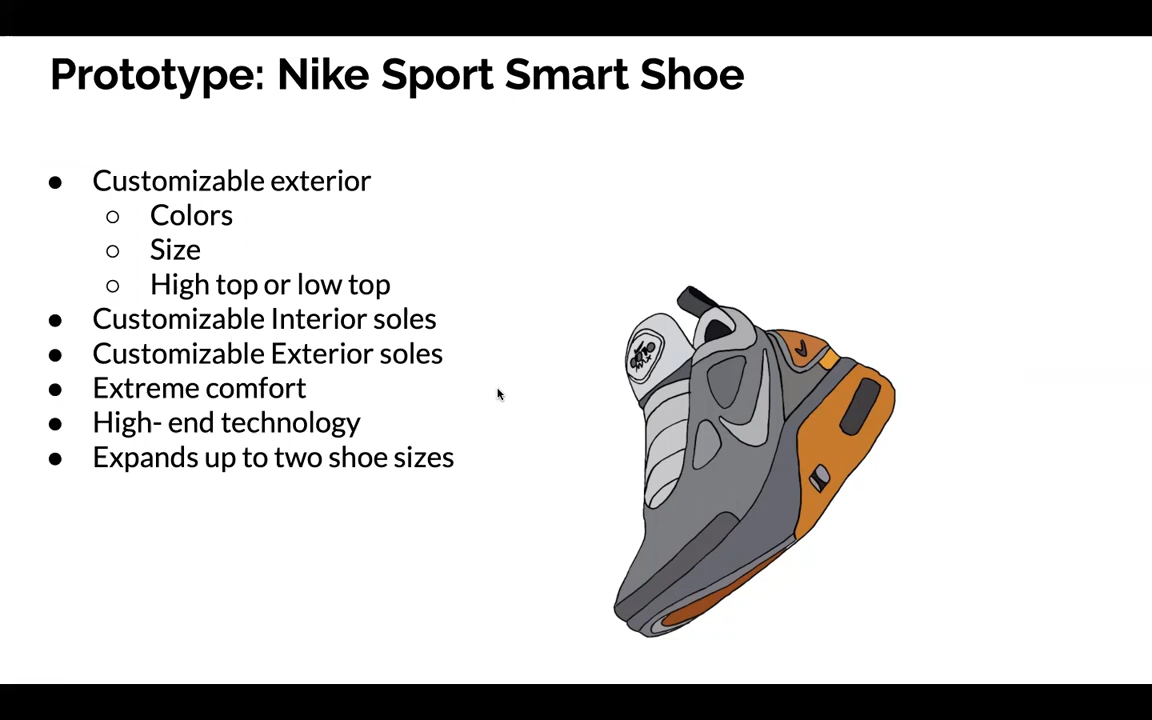 Prototype: Nike Sport Smart Shoe
● Customizable exterior
○ Colors
○ Size
○ High top or low top
● Customizable Interior soles
● Customizable Exterior soles
● Extreme comfort
● High- end technology
● Expands up to two shoe sizes